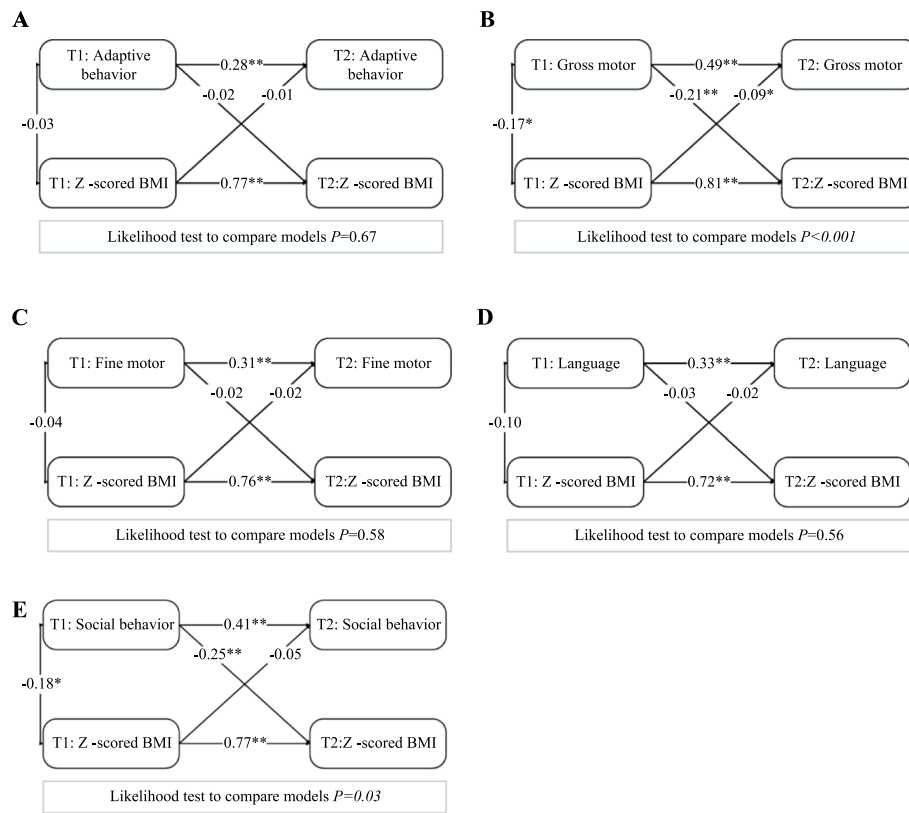 A
T1: Adaptive
behavior
0.28**
T2: Adaptive
behavior
-0.02
-0.01
-0.03
T1: Z -scored BMI
0.77**
T2:Z -scored BMI
Likelihood test to compare models P=0.67
B
T1: Gross motor
0.49**
T2: Gross motor
-0.21**
-0.09*
-0.17*
T1: Z -scored BMI
0.81**
T2:Z -scored BMI
Likelihood test to compare models P<0.001
C
T1: Fine motor
0.31**
T2: Fine motor
-0.02
-0.02
-0.04
T1: Z -scored BMI
0.76**
T2:Z -scored BMI
Likelihood test to compare models P=0.58
D
T1: Language
0.33**
T2: Language
-0.03
-0.02
-0.10
T1: Z -scored BMI
0.72**
T2:Z -scored BMI
Likelihood test to compare models P=0.56
E
T1: Social behavior
0.41**
T2: Social behavior
-0.25**
-0.05
-0.18*
T1: Z -scored BMI
0.77**
T2:Z -scored BMI
Likelihood test to compare models P=0.03